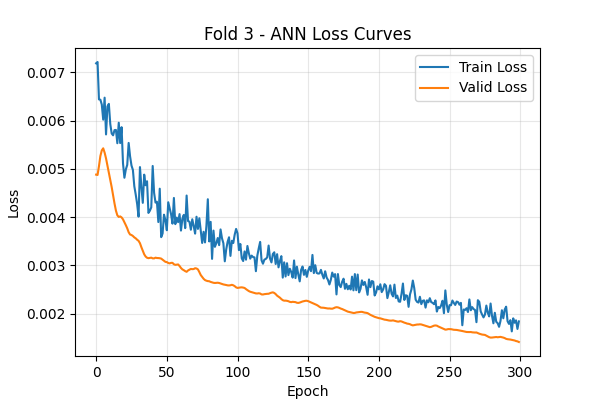 Fold 3 - ANN Loss Curves
Train Loss
Valid Loss
Loss
0.007
0.006
0.005
0.004
0.003
0.002
0 50 100 150 200 250 300
Epoch